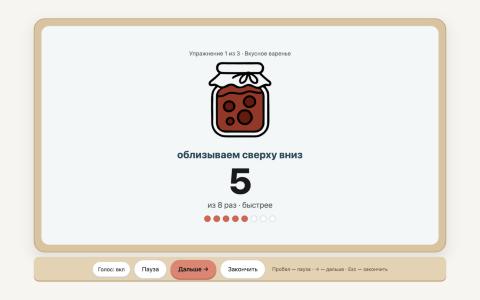 Упражнение 1 из 3 · Вкусное варенье
облизываем сверху вниз
5
из 8 раз · быстрее
Голос: вкл
Пауза
Дальше →
Закончить
Пробел — пауза · → — дальше · Esc — закончить